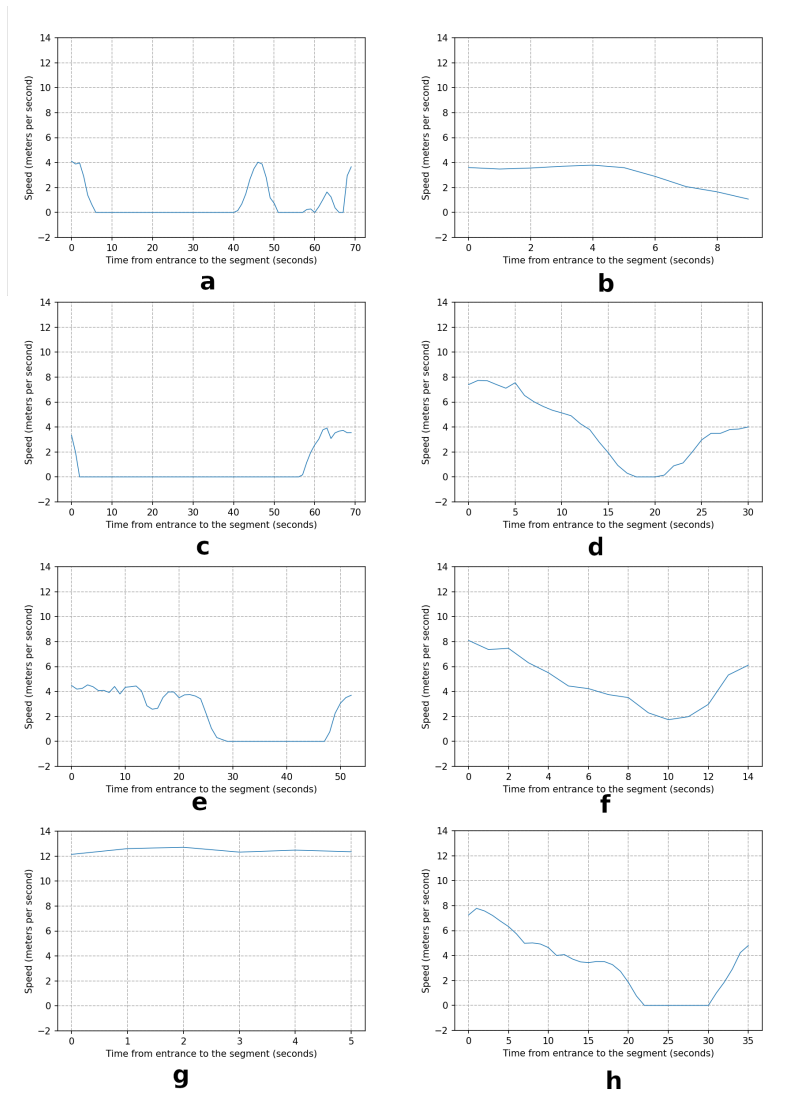 14
12
10
8
6
4
2
0
−2
Speed (meters per second)
0 10 20 30 40 50 60 70
Time from entrance to the segment (seconds)
a
14
12
10
8
6
4
2
0
−2
Speed (meters per second)
0 2 4 6 8
Time from entrance to the segment (seconds)
b
14
12
10
8
6
4
2
0
−2
Speed (meters per second)
0 10 20 30 40 50 60 70
Time from entrance to the segment (seconds)
c
14
12
10
8
6
4
2
0
−2
Speed (meters per second)
0 5 10 15 20 25 30
Time from entrance to the segment (seconds)
d
14
12
10
8
6
4
2
0
−2
Speed (meters per second)
0 10 20 30 40 50
Time from entrance to the segment (seconds)
e
14
12
10
8
6
4
2
0
−2
Speed (meters per second)
0 2 4 6 8 10 12 14
Time from entrance to the segment (seconds)
f
14
12
10
8
6
4
2
0
−2
Speed (meters per second)
0 1 2 3 4 5
Time from entrance to the segment (seconds)
g
14
12
10
8
6
4
2
0
−2
Speed (meters per second)
0 5 10 15 20 25 30 35
Time from entrance to the segment (seconds)
h